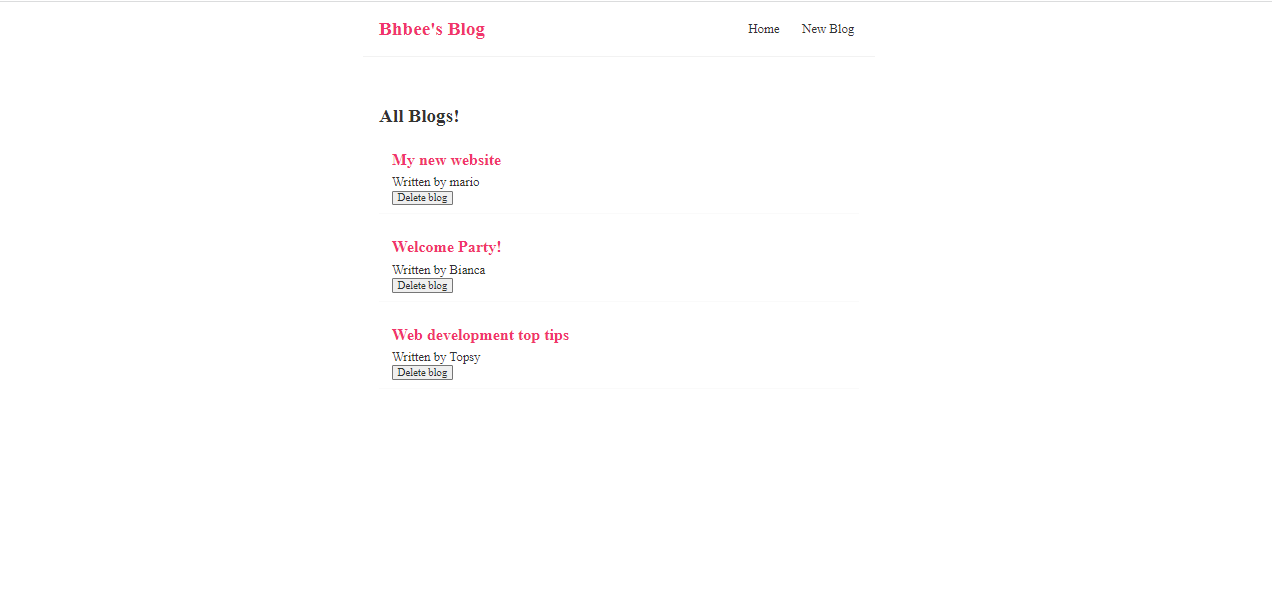 Bhbee's Blog
Home New Blog
All Blogs!
My new website
Written by mario
Delete blog
Welcome Party!
Written by Bianca
Delete blog
Web development top tips
Written by Topsy
Delete blog